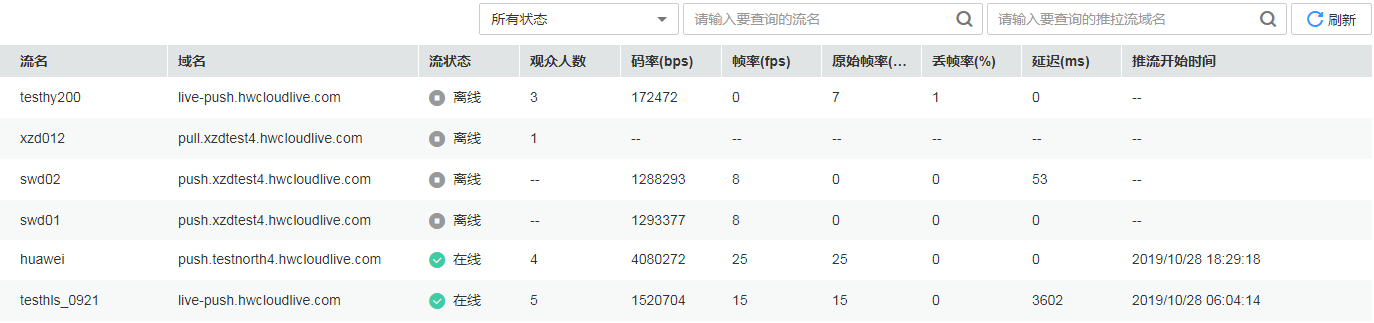 所有状态 请输入要查询的流名 请输入要查询的推拉流域名 刷新
流名 域名 流状态 观众人数 码率(bps) 帧率(fps) 原始帧率(... 丢帧率(%) 延迟(ms) 推流开始时间
testhy200 live-push.hwcloudlive.com 离线 3 172472 0 7 1 0 --
xzd012 pull.xzdtest4.hwcloudlive.com 离线 1 -- -- -- -- -- --
swd02 push.xzdtest4.hwcloudlive.com 离线 -- 1288293 8 0 0 53 --
swd01 push.xzdtest4.hwcloudlive.com 离线 -- 1293377 8 0 0 0 --
huawei push.testnorth4.hwcloudlive.com 在线 4 4080272 25 25 0 0 2019/10/28 18:29:18
testhls_0921 live-push.hwcloudlive.com 在线 5 1520704 15 15 0 3602 2019/10/28 06:04:14